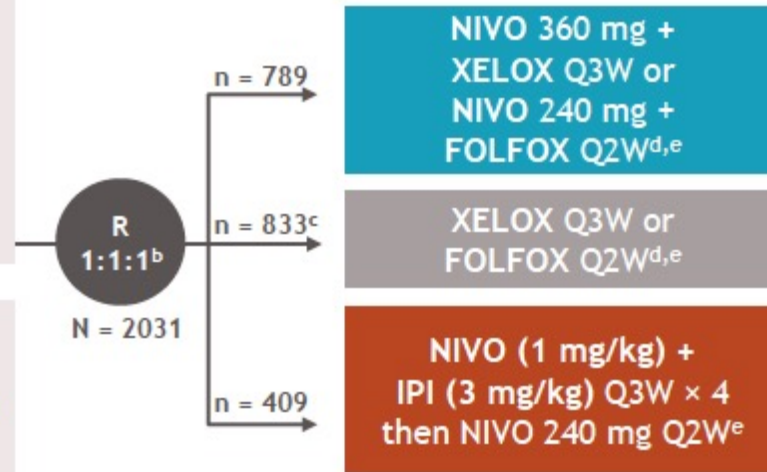 n = 789
NIVO 360 mg +
XELOX Q3W or
NIVO 240 mg +
FOLFOX Q2Wᵈ,ᵉ
R
1:1:1ᵇ
N = 2031
n = 833ᶜ
XELOX Q3W or
FOLFOX Q2Wᵈ,ᵉ
n = 409
NIVO (1 mg/kg) +
IPI (3 mg/kg) Q3W × 4
then NIVO 240 mg Q2Wᵉ